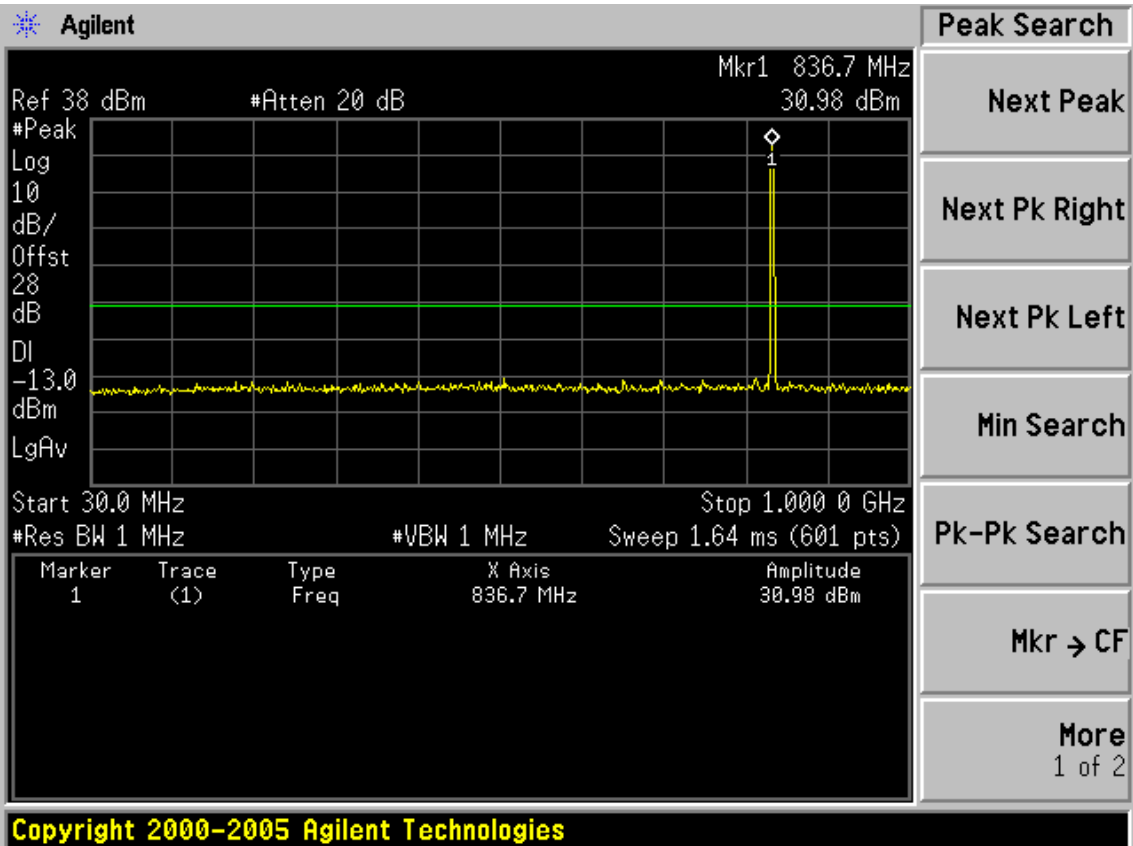 Agilent
Peak Search
Mkr1 836.7 MHz
Ref 38 dBm #Atten 20 dB 30.98 dBm
#Peak
Log
10
dB/
Offst
28
dB
DI
-13.0
dBm
LgAv
1
Start 30.0 MHz Stop 1.000 0 GHz
#Res BW 1 MHz #VBW 1 MHz Sweep 1.64 ms (601 pts)
Marker Trace Type X Axis Amplitude
1 (1) Freq 836.7 MHz 30.98 dBm
Next Peak
Next Pk Right
Next Pk Left
Min Search
Pk-Pk Search
Mkr → CF
More
1 of 2
Copyright 2000-2005 Agilent Technologies